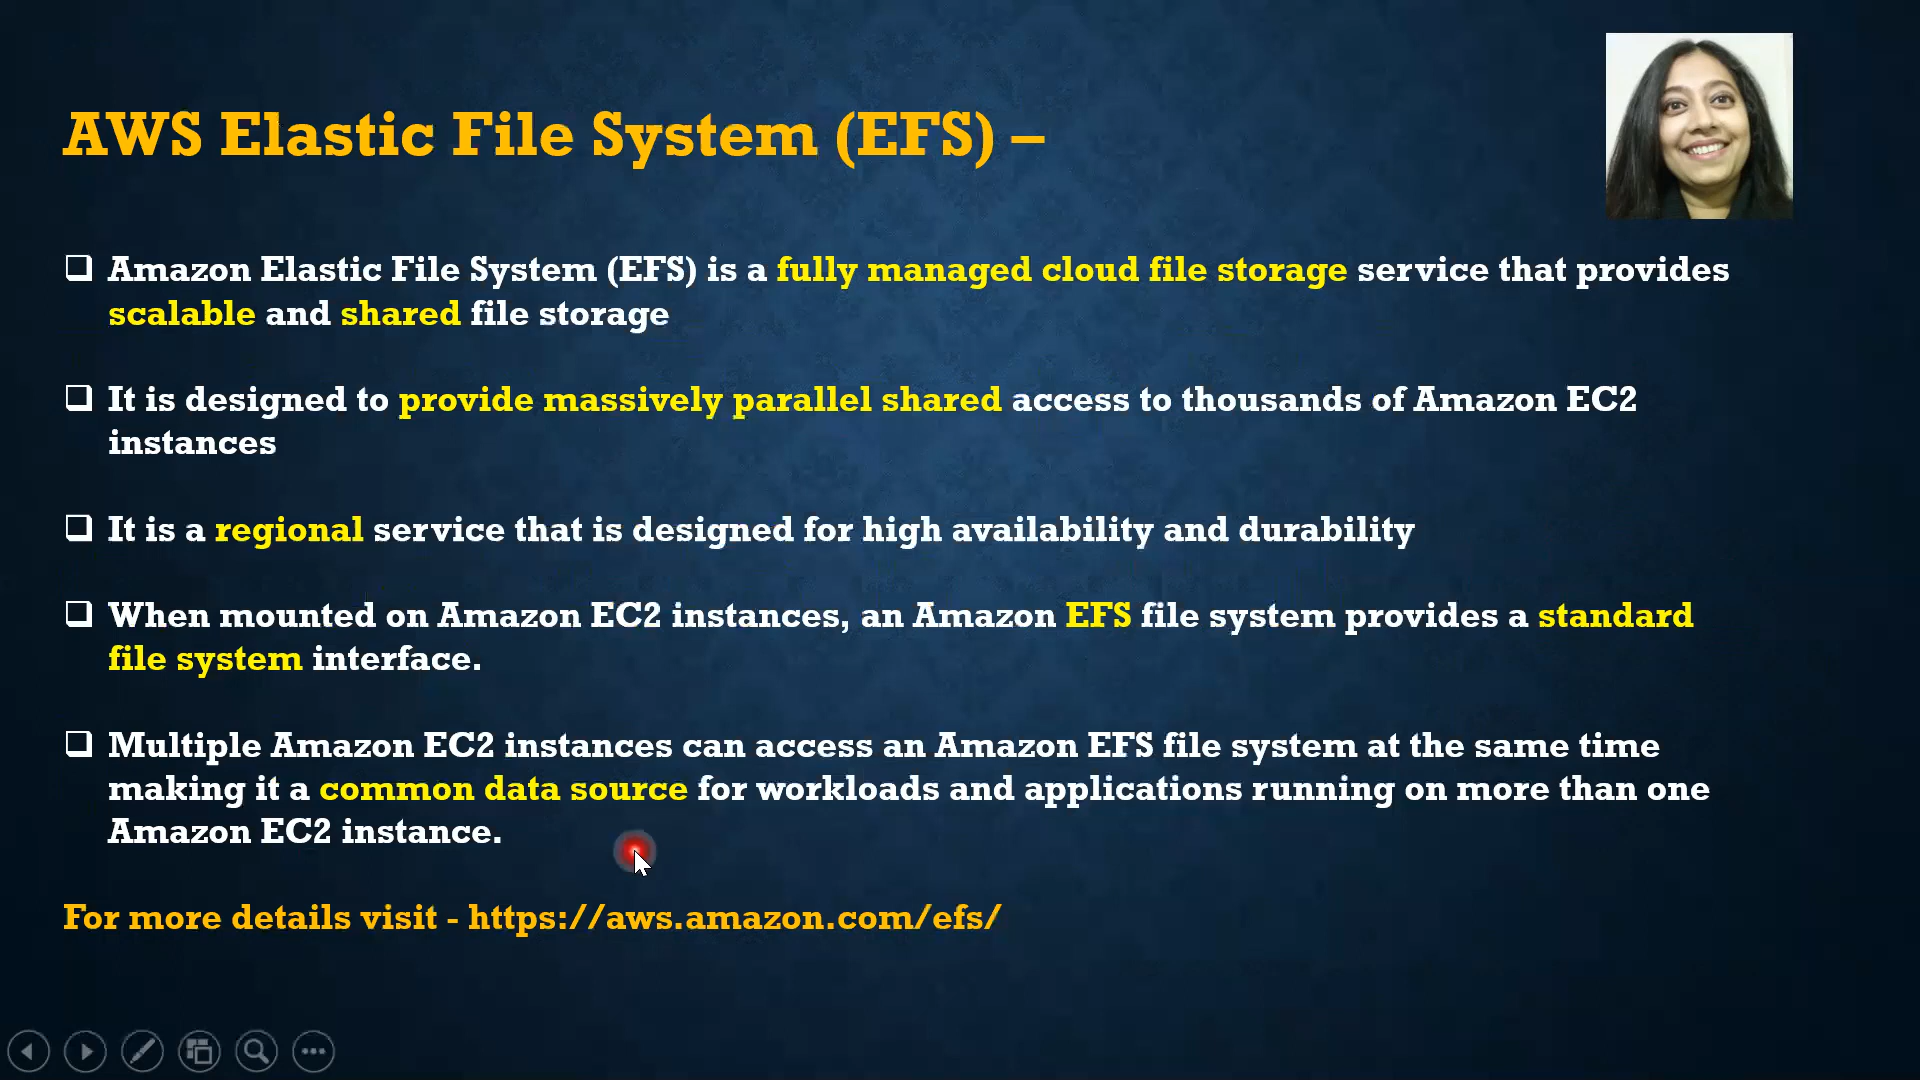 AWS Elastic File System (EFS) –
❑ Amazon Elastic File System (EFS) is a fully managed cloud file storage service that provides
scalable and shared file storage
❑ It is designed to provide massively parallel shared access to thousands of Amazon EC2
instances
❑ It is a regional service that is designed for high availability and durability
❑ When mounted on Amazon EC2 instances, an Amazon EFS file system provides a standard
file system interface.
❑ Multiple Amazon EC2 instances can access an Amazon EFS file system at the same time
making it a common data source for workloads and applications running on more than one
Amazon EC2 instance.
For more details visit - https://aws.amazon.com/efs/